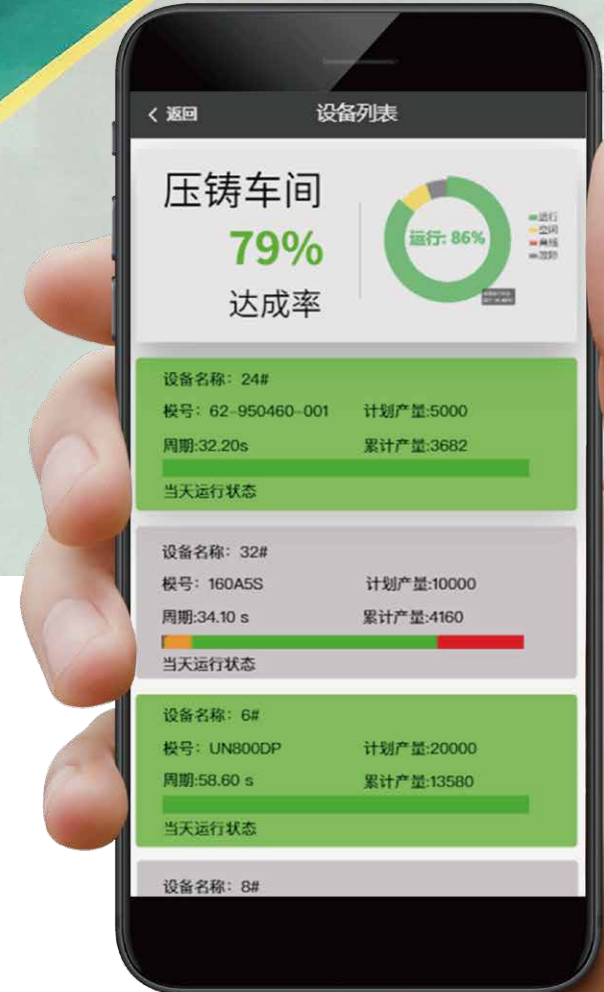 < 返回
设备列表
压铸车间
79%
达成率
运行: 86%
运行
空闲
离线
故障
设备名称：24#
模号：62-950460-001
计划产量:5000
周期:32.20s
累计产量:3682
当天运行状态
设备名称：32#
模号：160A5S
计划产量:10000
周期:34.10 s
累计产量:4160
当天运行状态
设备名称：6#
模号：UN800DP
计划产量:20000
周期:58.60 s
累计产量:13580
当天运行状态
设备名称：8#